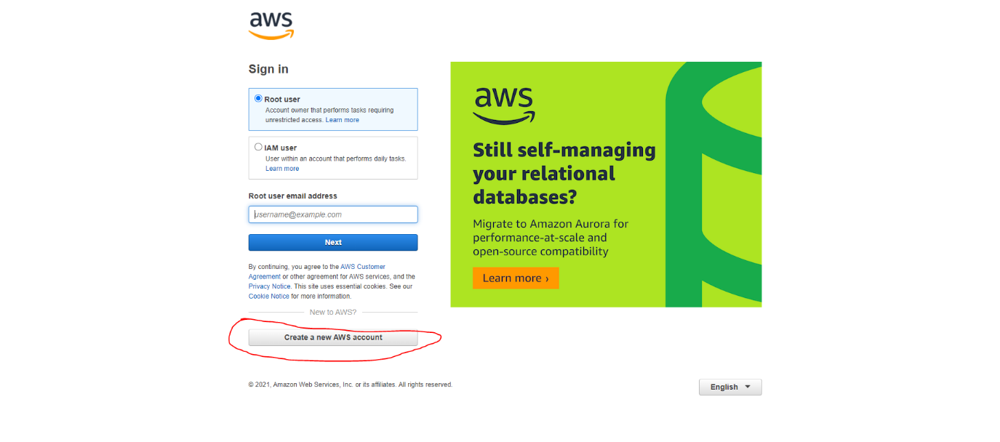 aws
Sign in
Root user
Account owner that performs tasks requiring
unrestricted access. Learn more
IAM user
User within an account that performs daily tasks.
Learn more
Root user email address
username@example.com
Next
By continuing, you agree to the AWS Customer
Agreement or other agreement for AWS services, and the
Privacy Notice. This site uses essential cookies. See our
Cookie Notice for more information.
New to AWS?
Create a new AWS account
aws
Still self-managing
your relational
databases?
Migrate to Amazon Aurora for
performance-at-scale and
open-source compatibility
Learn more ›
© 2021, Amazon Web Services, Inc. or its affiliates. All rights reserved.
English